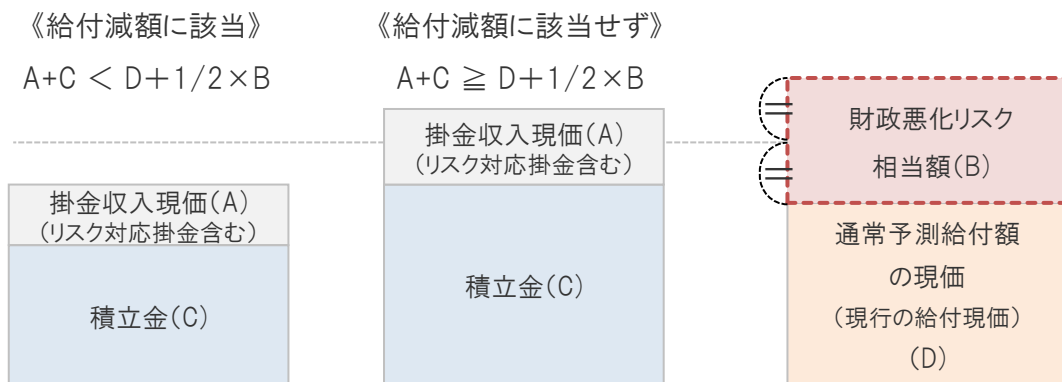 《給付減額に該当》
A+C < D+1/2×B
《給付減額に該当せず》
A+C ≧ D+1/2×B
掛金収入現価(A)
(リスク対応掛金含む)
積立金(C)
掛金収入現価(A)
(リスク対応掛金含む)
積立金(C)
財政悪化リスク
相当額(B)
通常予測給付額
の現価
(現行の給付現価)
(D)